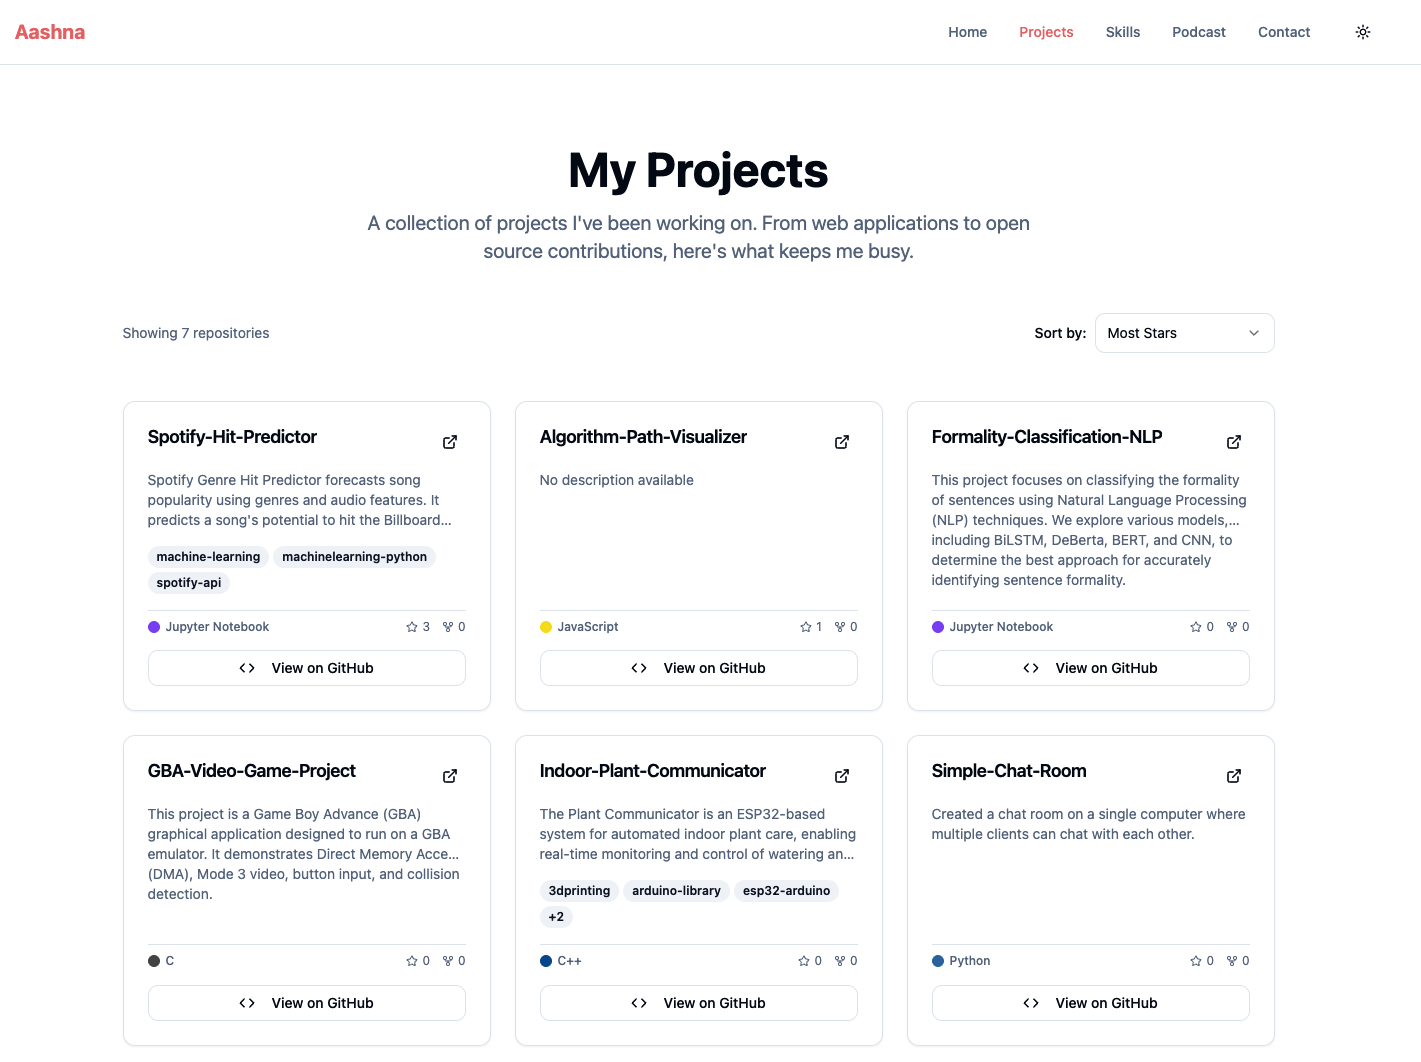 Aashna
Home Projects Skills Podcast Contact
My Projects
A collection of projects I've been working on. From web applications to open
source contributions, here's what keeps me busy.
Showing 7 repositories
Sort by: Most Stars
Spotify-Hit-Predictor
Spotify Genre Hit Predictor forecasts song
popularity using genres and audio features. It
predicts a song's potential to hit the Billboard...
machine-learning machinelearning-python
spotify-api
Jupyter Notebook 3 0
View on GitHub
Algorithm-Path-Visualizer
No description available
JavaScript 1 0
View on GitHub
Formality-Classification-NLP
This project focuses on classifying the formality
of sentences using Natural Language Processing
(NLP) techniques. We explore various models,...
including BiLSTM, DeBerta, BERT, and CNN, to
determine the best approach for accurately
identifying sentence formality.
Jupyter Notebook 0 0
View on GitHub
GBA-Video-Game-Project
This project is a Game Boy Advance (GBA)
graphical application designed to run on a GBA
emulator. It demonstrates Direct Memory Acce...
(DMA), Mode 3 video, button input, and collision
detection.
C 0 0
View on GitHub
Indoor-Plant-Communicator
The Plant Communicator is an ESP32-based
system for automated indoor plant care, enabling
real-time monitoring and control of watering an...
3dprinting arduino-library esp32-arduino
+2
C++ 0 0
View on GitHub
Simple-Chat-Room
Created a chat room on a single computer where
multiple clients can chat with each other.
Python 0 0
View on GitHub